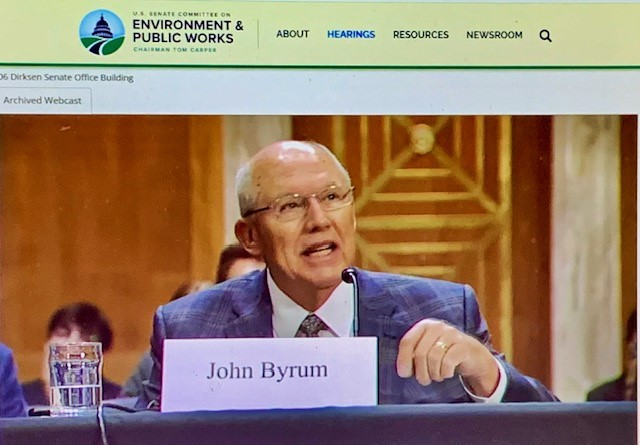 U.S. SENATE COMMITTEE ON
ENVIRONMENT &
PUBLIC WORKS
CHAIRMAN TOM CARPER
ABOUT HEARINGS RESOURCES NEWSROOM
06 Dirksen Senate Office Building
Archived Webcast
John Byrum